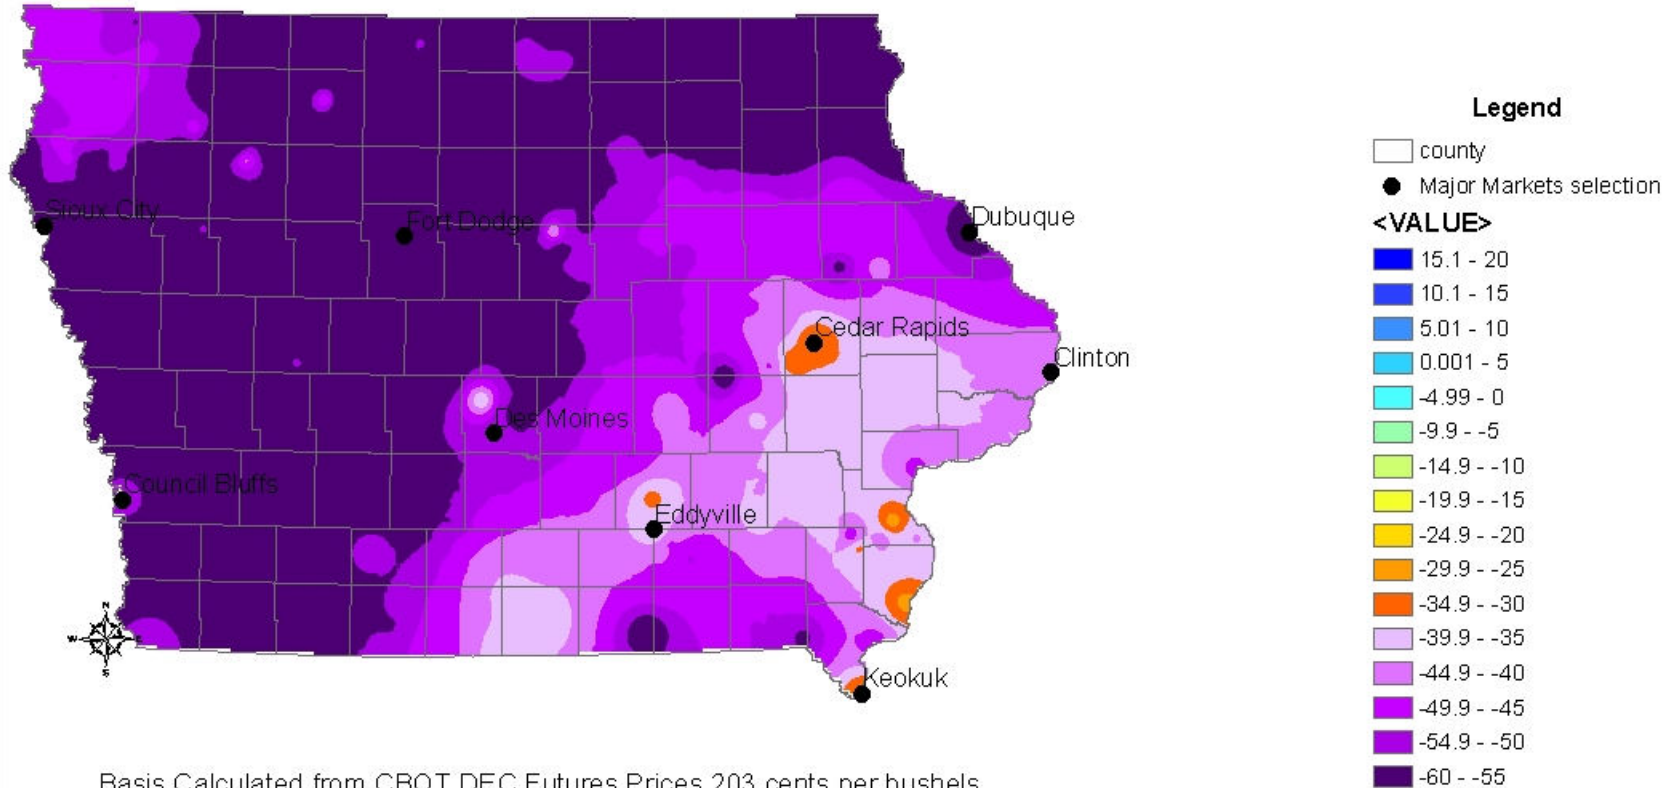 Sioux City
Fort Dodge
Dubuque
Cedar Rapids
Clinton
Des Moines
Council Bluffs
Eddyville
Keokuk
N
W
E
S
Basis Calculated from CBOT DEC Futures Prices 203 cents per bushels
Legend
county
Major Markets selection
<VALUE>
15.1 - 20
10.1 - 15
5.01 - 10
0.001 - 5
-4.99 - 0
-9.9 - -5
-14.9 - -10
-19.9 - -15
-24.9 - -20
-29.9 - -25
-34.9 - -30
-39.9 - -35
-44.9 - -40
-49.9 - -45
-54.9 - -50
-60 - -55